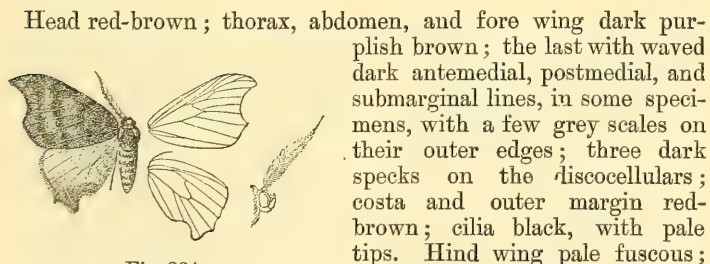 Head red-brown; thorax, abdomen, and fore wing dark pur-
plish brown; the last with waved
dark antemedial, postmedial, and
submarginal lines, in some speci-
mens, with a few grey scales on
their outer edges; three dark
specks on the discocellulars;
costa and outer margin red-
brown; cilia black, with pale
tips. Hind wing pale fuscous;